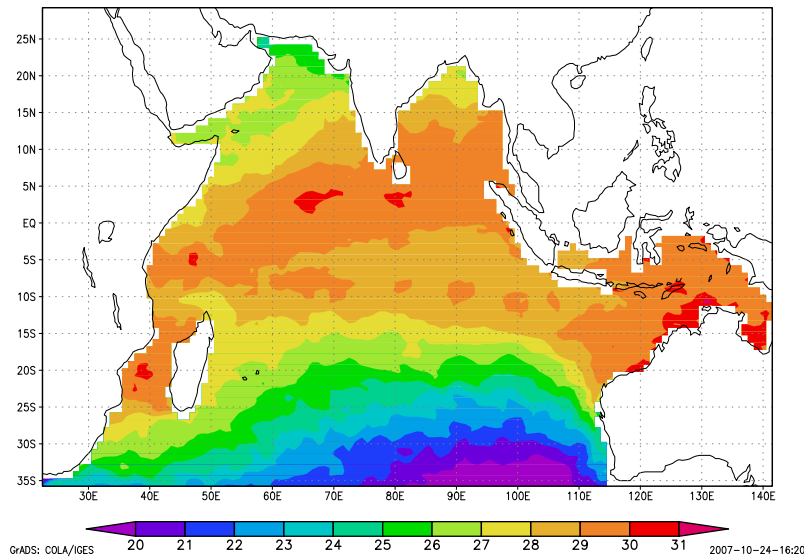 25N
20N
15N
10N
5N
EQ
5S
10S
15S
20S
25S
30S
35S
30E 40E 50E 60E 70E 80E 90E 100E 110E 120E 130E 140E
20 21 22 23 24 25 26 27 28 29 30 31
GrADS: COLA/IGES 2007-10-24-16:20